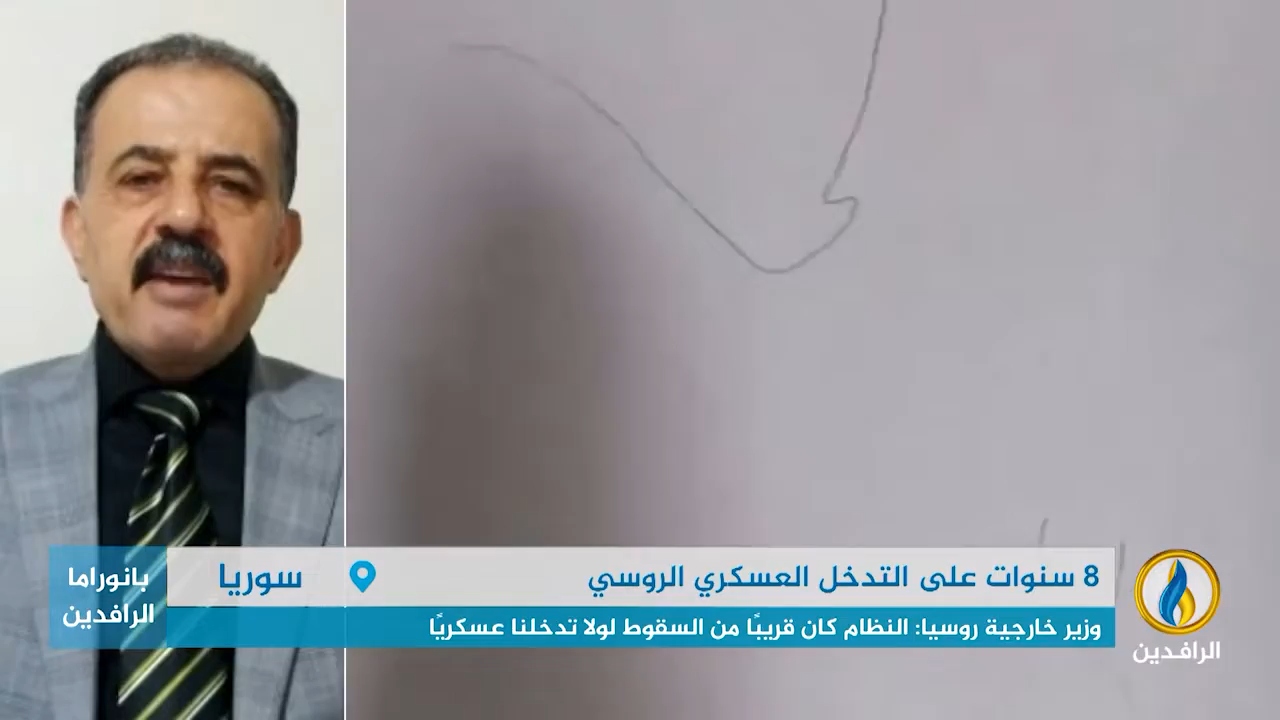 8 سنوات على التدخل العسكري الروسي
سوريا
وزير خارجية روسيا: النظام كان قريبًا من السقوط لولا تدخلنا عسكريًا
بانوراما
الرافدين
الرافدين